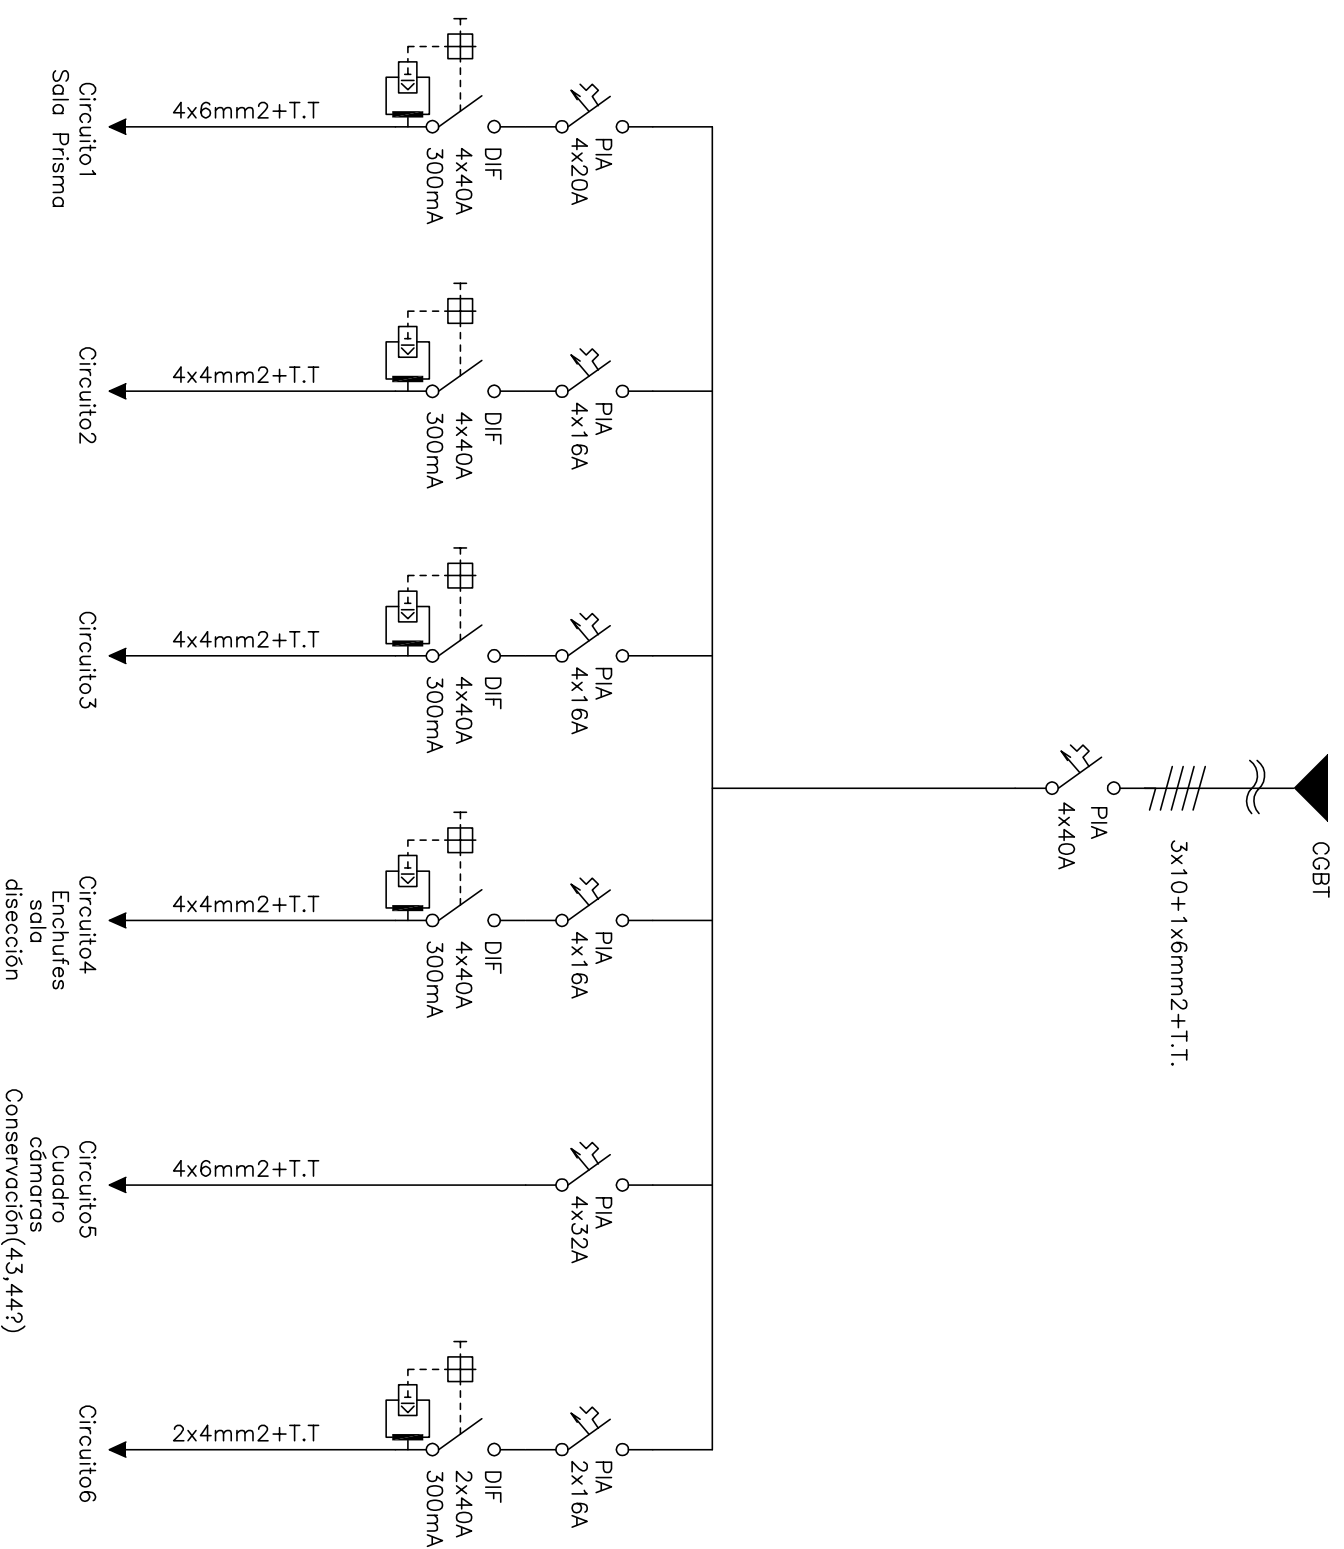 CGBT
3x10+1x6mm2+T.T.
PIA
4x40A
PIA
4x20A
DIF
4x40A
300mA
4x6mm2+T.T
Circuito1
Sala Prisma
PIA
4x16A
DIF
4x40A
300mA
4x4mm2+T.T
Circuito2
PIA
4x16A
DIF
4x40A
300mA
4x4mm2+T.T
Circuito3
PIA
4x16A
DIF
4x40A
300mA
4x4mm2+T.T
Circuito4
Enchufes
sala
disección
PIA
4x32A
4x6mm2+T.T
Circuito5
Cuadro
cámaras
Conservación(43,44?)
PIA
2x16A
DIF
2x40A
300mA
2x4mm2+T.T
Circuito6